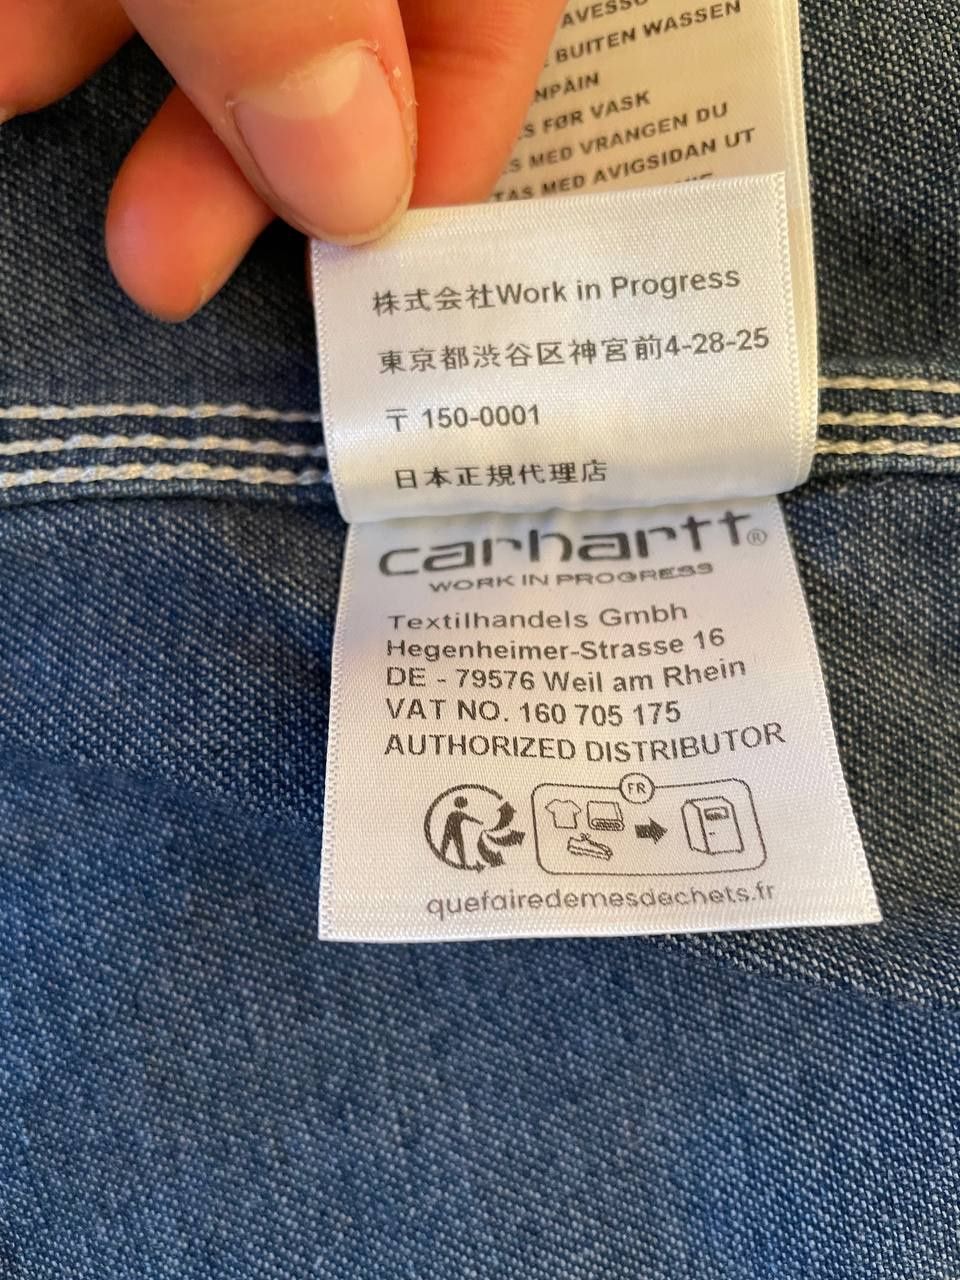 AVESSO
BUITEN WASSEN
FØR VASK
MED VRANGEN DU
MED AVIGSIDAN UT
株式会社Work in Progress
東京都渋谷区神宮前4-28-25
〒 150-0001
日本正規代理店
carhartt®
WORK IN PROGRESS
Textilhandels Gmbh
Hegenheimer-Strasse 16
DE - 79576 Weil am Rhein
VAT NO. 160 705 175
AUTHORIZED DISTRIBUTOR
FR
quefairedemesdechets.fr